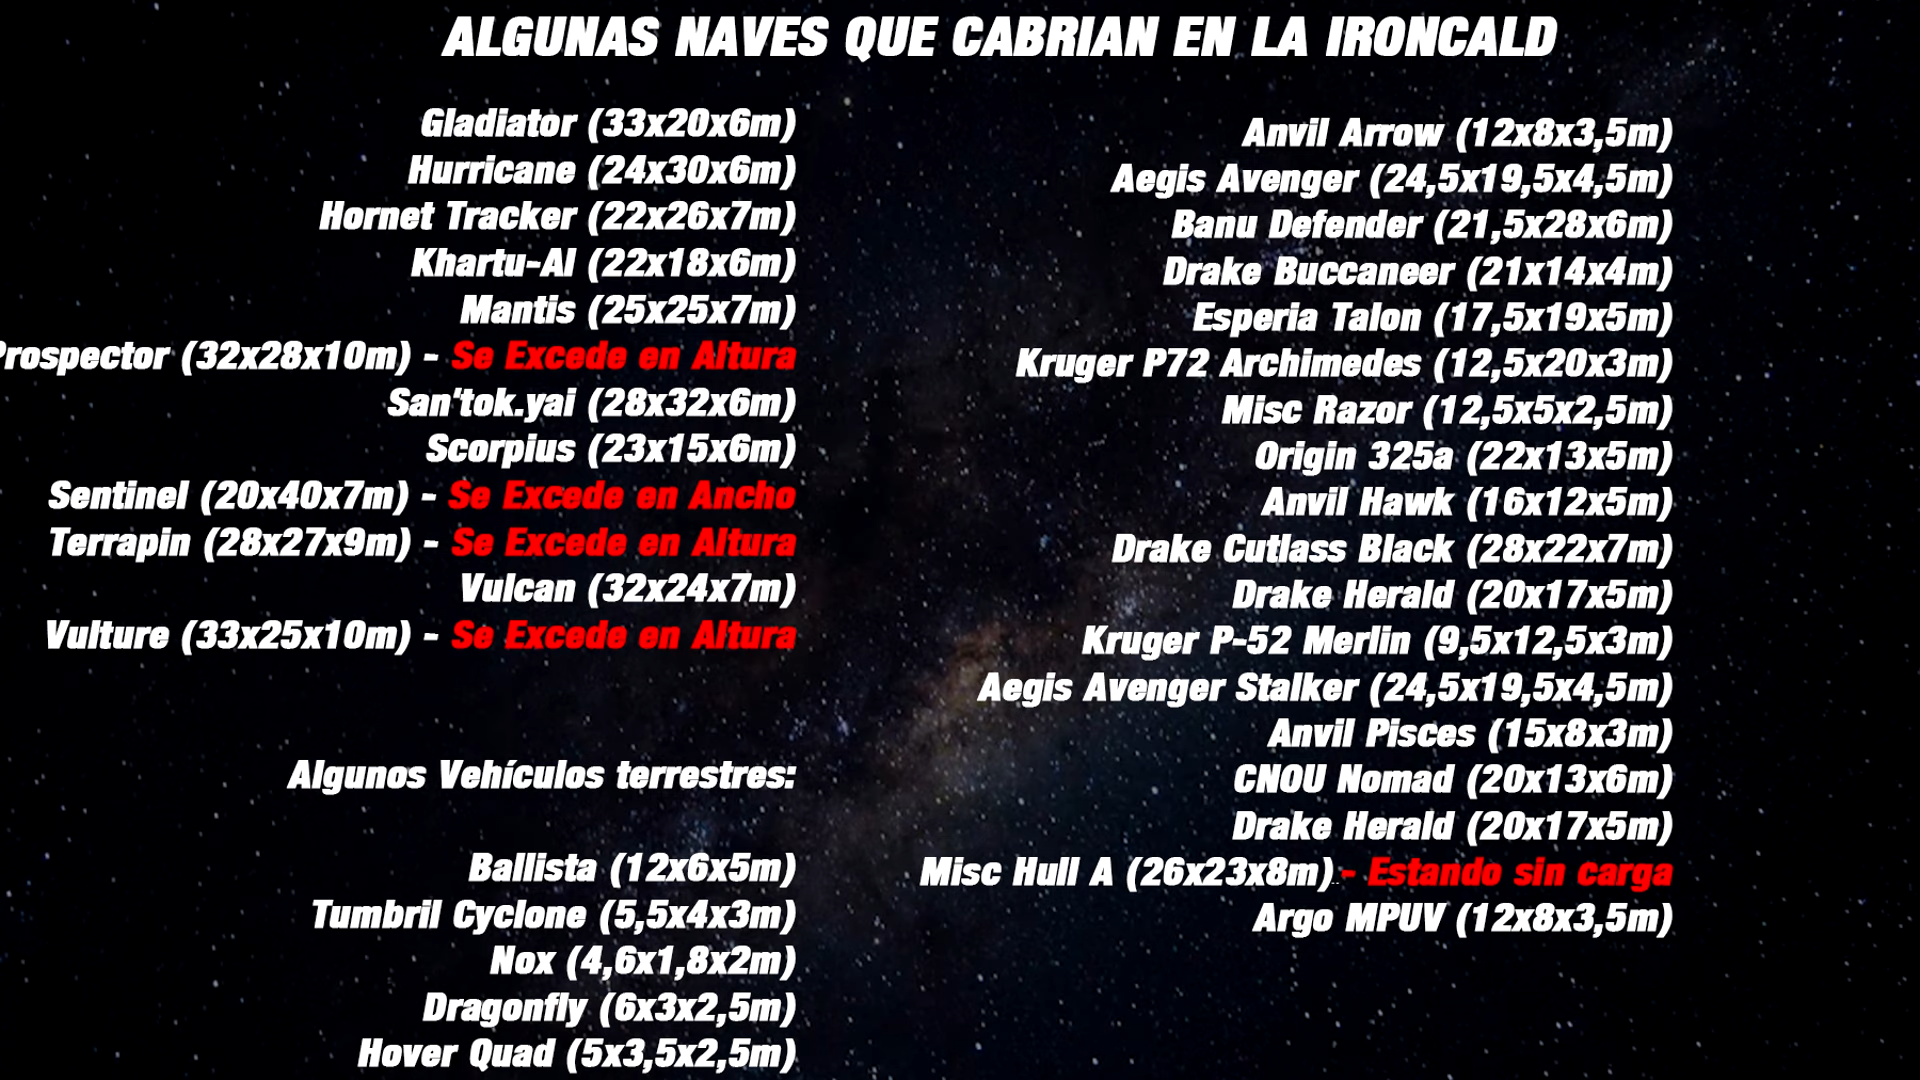 ALGUNAS NAVES QUE CABRIAN EN LA IRONCALD
Gladiator (33x20x6m)
Hurricane (24x30x6m)
Hornet Tracker (22x26x7m)
Khartu-Al (22x18x6m)
Mantis (25x25x7m)
Prospector (32x28x10m) - Se Excede en Altura
San'tok.yai (28x32x6m)
Scorpius (23x15x6m)
Sentinel (20x40x7m) - Se Excede en Ancho
Terrapin (28x27x9m) - Se Excede en Altura
Vulcan (32x24x7m)
Vulture (33x25x10m) - Se Excede en Altura
Algunos Vehículos terrestres:
Ballista (12x6x5m)
Tumbril Cyclone (5,5x4x3m)
Nox (4,6x1,8x2m)
Dragonfly (6x3x2,5m)
Hover Quad (5x3,5x2,5m)
Anvil Arrow (12x8x3,5m)
Aegis Avenger (24,5x19,5x4,5m)
Banu Defender (21,5x28x6m)
Drake Buccaneer (21x14x4m)
Esperia Talon (17,5x19x5m)
Kruger P72 Archimedes (12,5x20x3m)
Misc Razor (12,5x5x2,5m)
Origin 325a (22x13x5m)
Anvil Hawk (16x12x5m)
Drake Cutlass Black (28x22x7m)
Drake Herald (20x17x5m)
Kruger P-52 Merlin (9,5x12,5x3m)
Aegis Avenger Stalker (24,5x19,5x4,5m)
Anvil Pisces (15x8x3m)
CNOU Nomad (20x13x6m)
Drake Herald (20x17x5m)
Misc Hull A (26x23x8m) - Estando sin carga
Argo MPUV (12x8x3,5m)